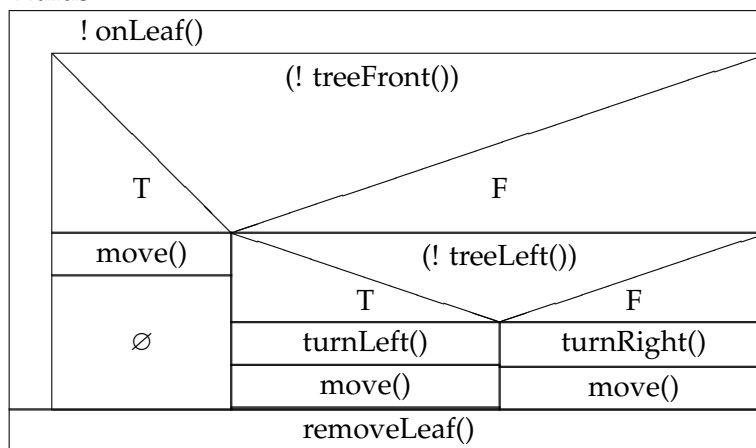 ! onLeaf()
(! treeFront())
T F
move() (! treeLeft())
T F
∅ turnLeft() turnRight()
move() move()
removeLeaf()